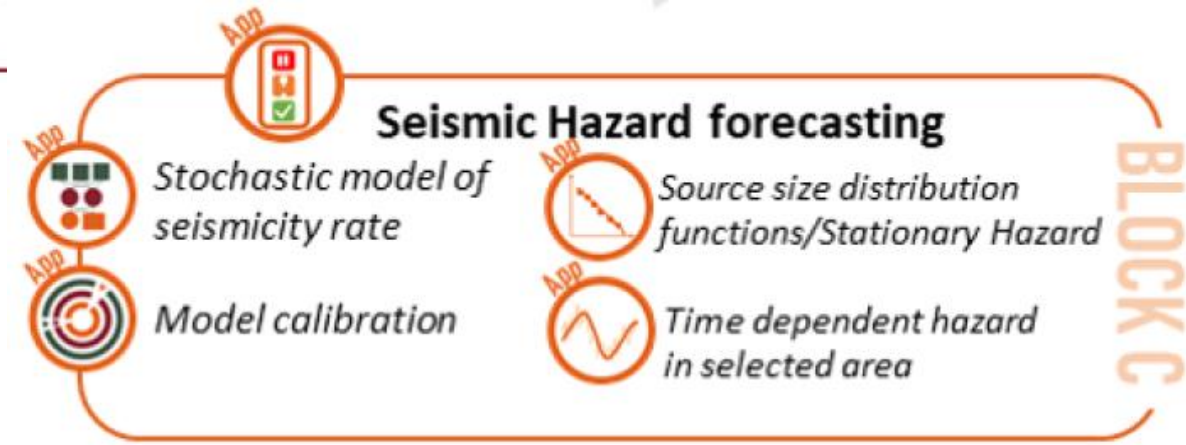 App
Seismic Hazard forecasting
App
Stochastic model of
seismicity rate
App
Model calibration
App
Source size distribution
functions/Stationary Hazard
App
Time dependent hazard
in selected area
BLOCK C